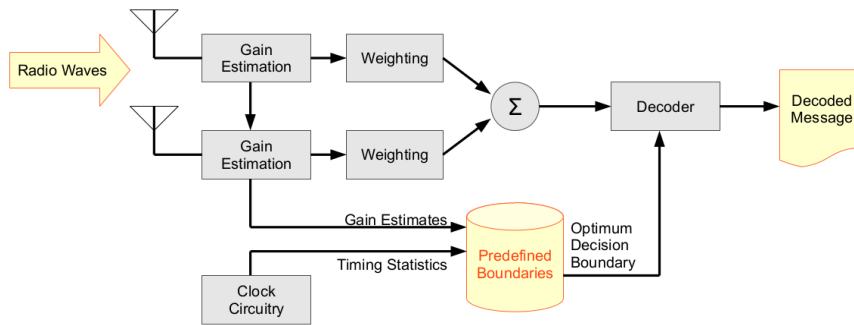 Radio Waves
Gain
Estimation
Weighting
Gain
Estimation
Weighting
Σ
Decoder
Decoded
Message
Gain Estimates
Timing Statistics
Clock
Circuitry
Predefined
Boundaries
Optimum
Decision
Boundary